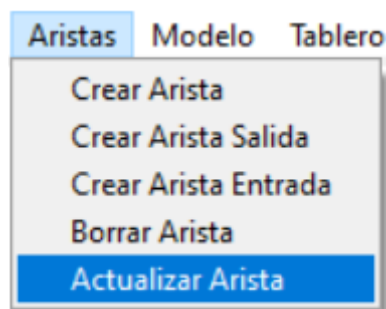 Aristas Modelo Tablero
Crear Arista
Crear Arista Salida
Crear Arista Entrada
Borrar Arista
Actualizar Arista